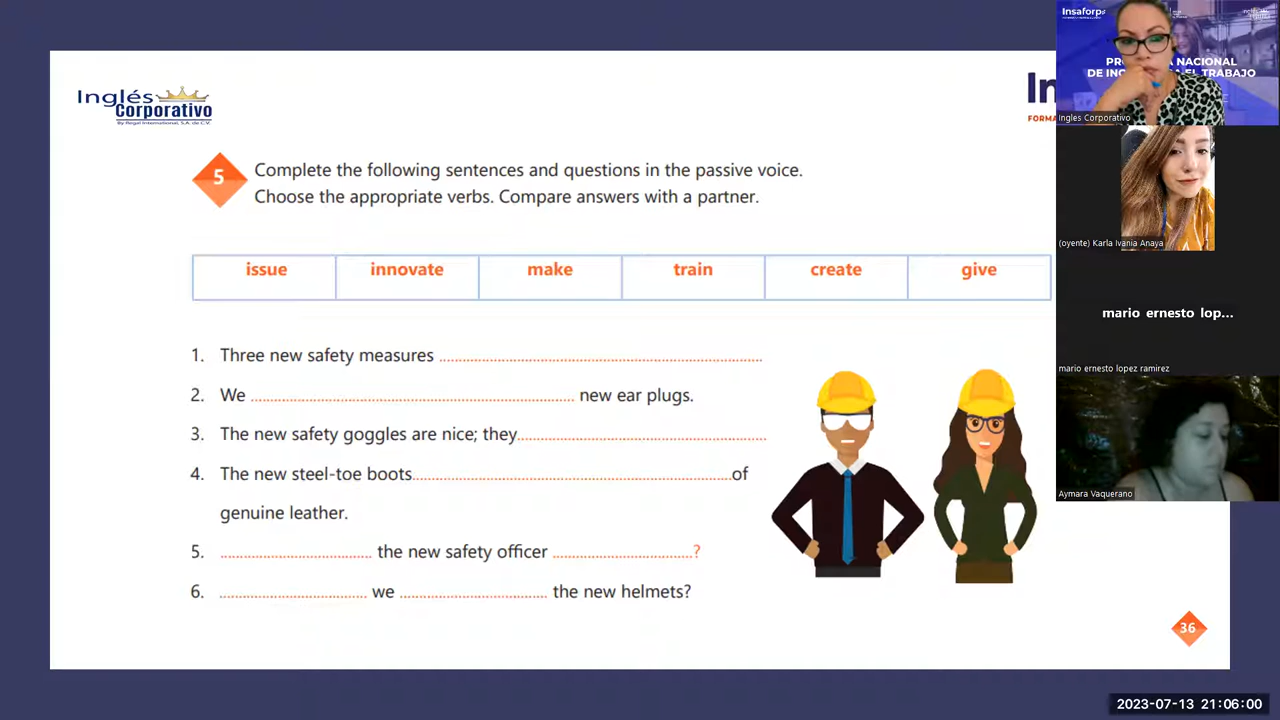 Inglés
Corporativo
By Regal International, S.A. de C.V.
In
FORMA
5
Complete the following sentences and questions in the passive voice.
Choose the appropriate verbs. Compare answers with a partner.
issue innovate make train create give
1. Three new safety measures ................................................
2. We ................................................ new ear plugs.
3. The new safety goggles are nice; they................................................
4. The new steel-toe boots................................................of
genuine leather.
5. ................................ the new safety officer ................................?
6. ................................ we ................................ the new helmets?
36
Insaforp
NACIONAL
EL TRABAJO
Ingles Corporativo
(oyente) Karla Ivania Anaya
mario ernesto lop...
mario ernesto lopez ramirez
Aymara Vaquerano
2023-07-13 21:06:00